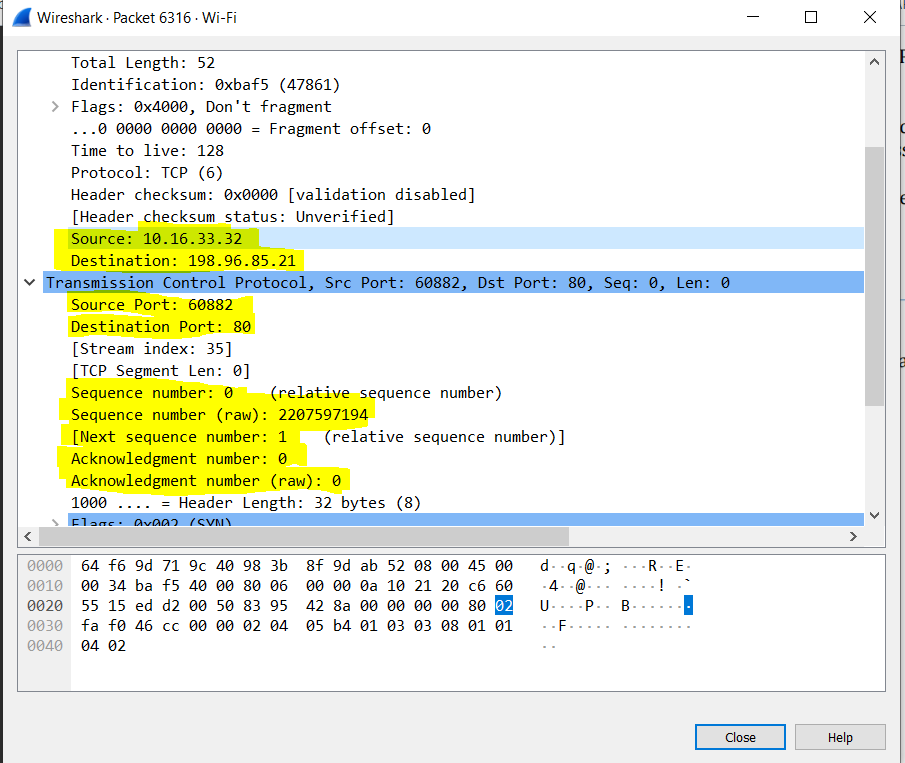 Wireshark · Packet 6316 · Wi-Fi
Total Length: 52
Identification: 0xbaf5 (47861)
Flags: 0x4000, Don't fragment
...0 0000 0000 0000 = Fragment offset: 0
Time to live: 128
Protocol: TCP (6)
Header checksum: 0x0000 [validation disabled]
[Header checksum status: Unverified]
Source: 10.16.33.32
Destination: 198.96.85.21
Transmission Control Protocol, Src Port: 60882, Dst Port: 80, Seq: 0, Len: 0
Source Port: 60882
Destination Port: 80
[Stream index: 35]
[TCP Segment Len: 0]
Sequence number: 0    (relative sequence number)
Sequence number (raw): 2207597194
[Next sequence number: 1    (relative sequence number)]
Acknowledgment number: 0
Acknowledgment number (raw): 0
1000 .... = Header Length: 32 bytes (8)
Flags: 0x002 (SYN)
0000 64 f6 9d 71 9c 40 98 3b 8f 9d ab 52 08 00 45 00 d··q·@·; ···R··E·
0010 00 34 ba f5 40 00 80 06 00 00 0a 10 21 20 c6 60 ·4··@··· ····! ·`
0020 55 15 ed d2 00 50 83 95 42 8a 00 00 00 00 80 02 U····P·· B·······
0030 fa f0 46 cc 00 00 02 04 05 b4 01 03 03 08 01 01 ··F····· ········
0040 04 02 ··
Close Help